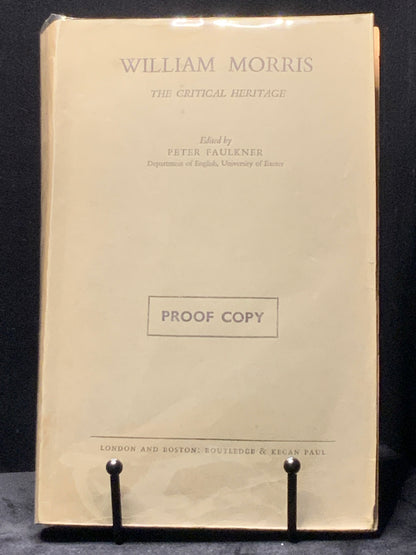 WILLIAM MORRIS
THE CRITICAL HERITAGE
Edited by
PETER FAULKNER
Department of English, University of Exeter
PROOF COPY
LONDON AND BOSTON: ROUTLEDGE & KEGAN PAUL